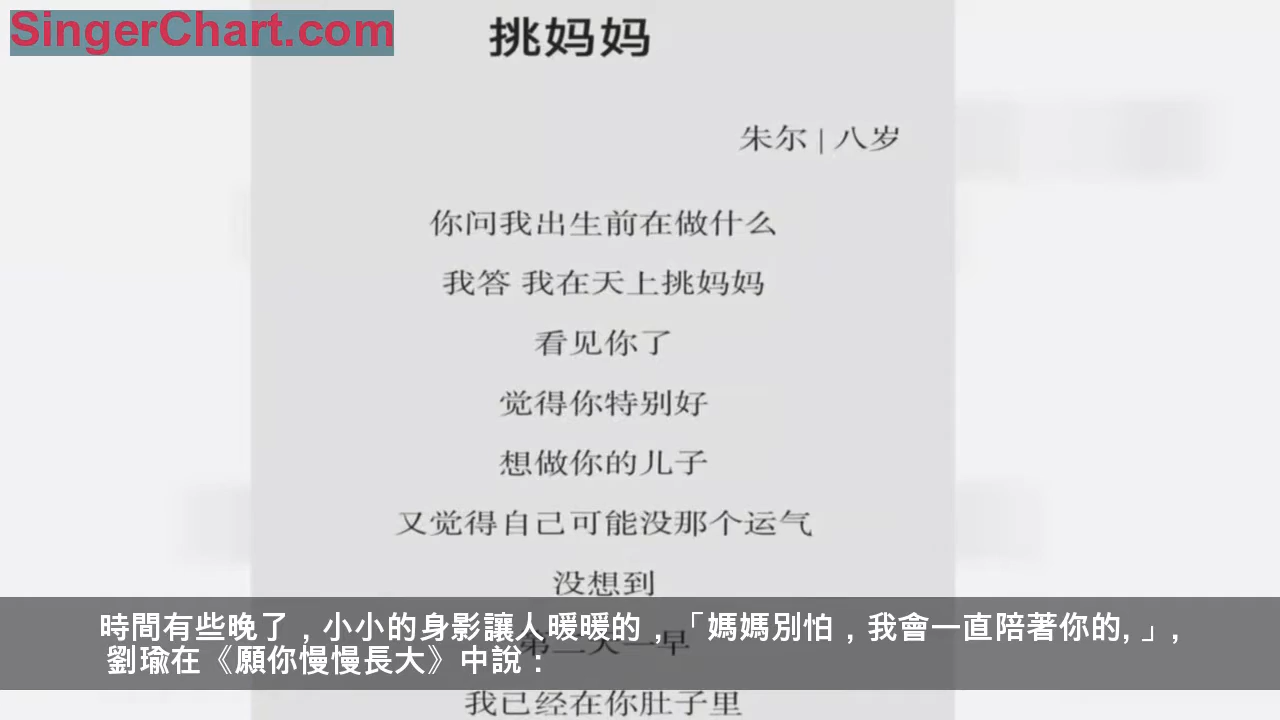 SingerChart.com
挑妈妈
朱尔 | 八岁
你问我出生前在做什么
我答 我在天上挑妈妈
看见你了
觉得你特别好
想做你的儿子
又觉得自己可能没那个运气
没想到
時間有些晚了，小小的身影讓人暖暖的，「媽媽別怕，我會一直陪著你的,」,
第二天一早
劉瑜在《願你慢慢長大》中說：
我已经在你肚子里